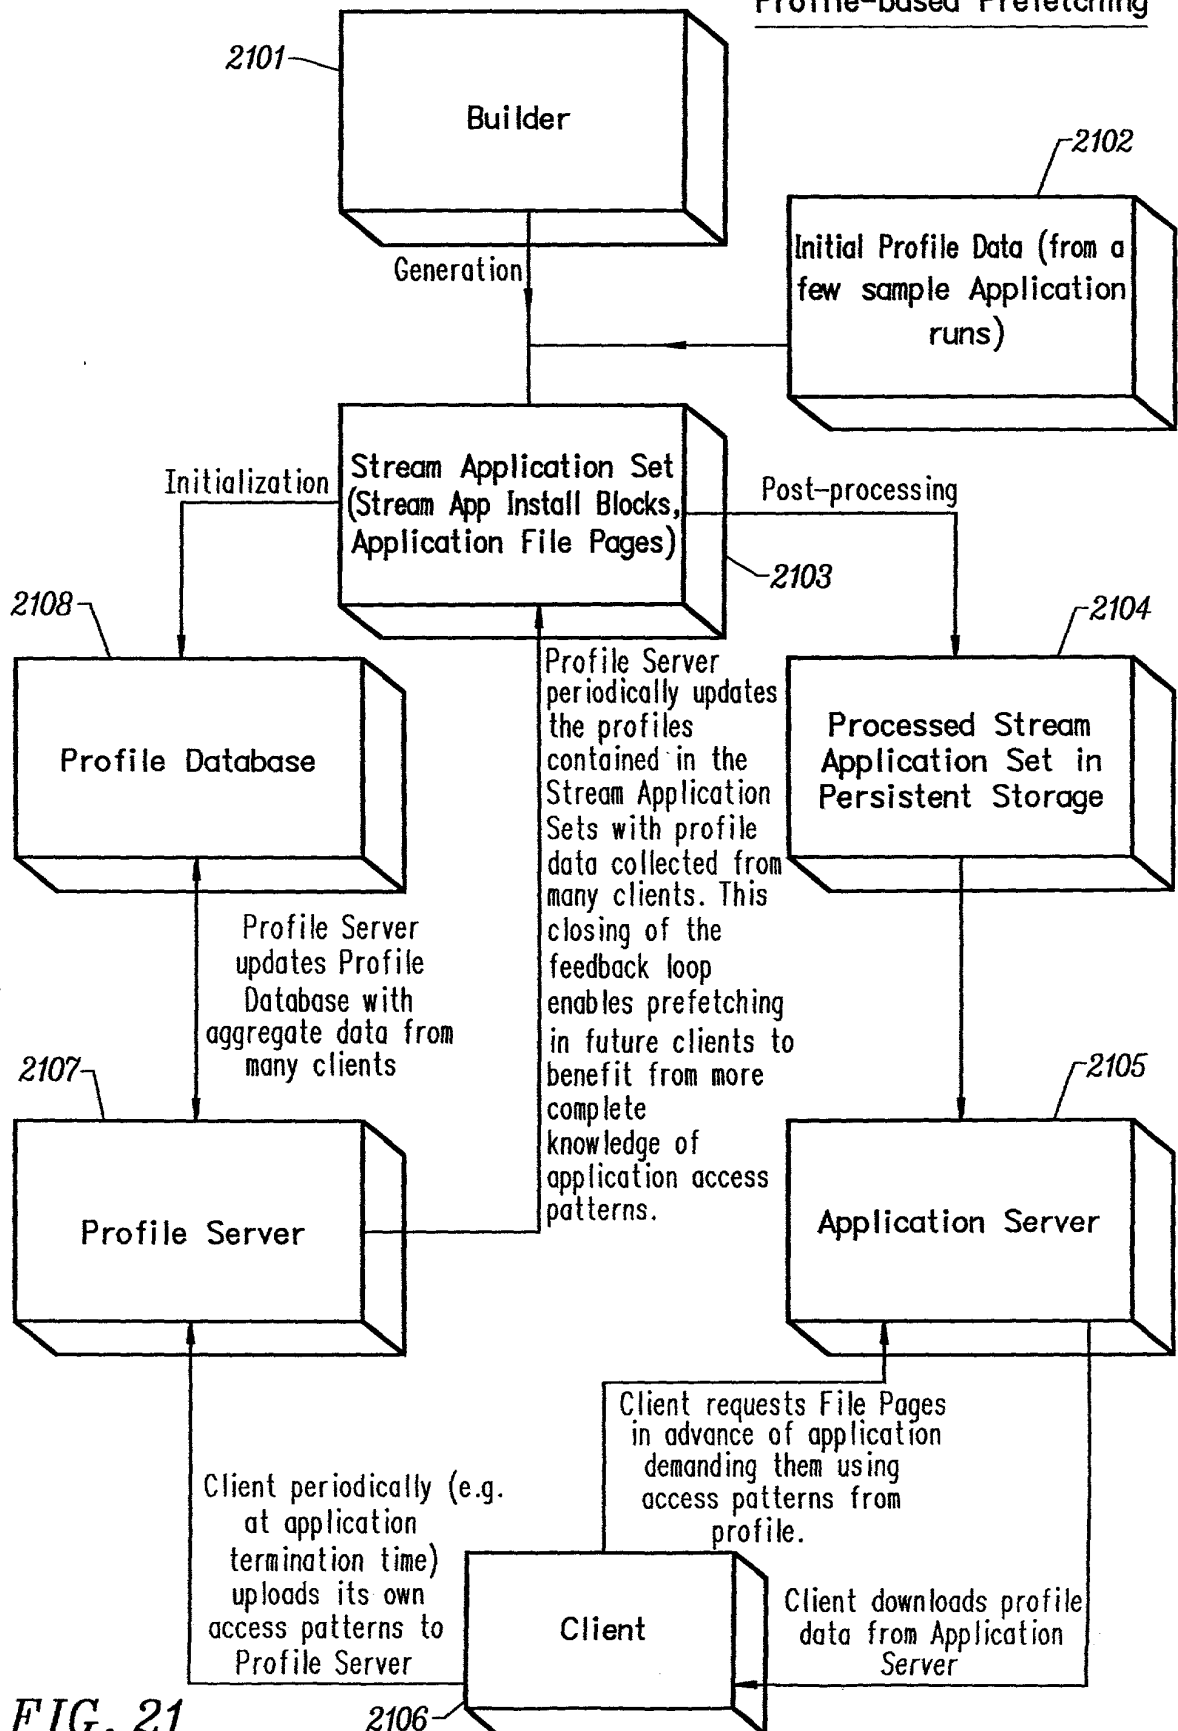 Profile-based Prefetching
2101
Builder
2102
Initial Profile Data (from a
few sample Application
runs)
Generation
Stream Application Set
(Stream App Install Blocks,
Application File Pages)
2103
Initialization
Post-processing
2108
Profile Database
2104
Processed Stream
Application Set in
Persistent Storage
Profile Server
periodically updates
the profiles
contained in the
Stream Application
Sets with profile
data collected from
many clients. This
closing of the
feedback loop
enables prefetching
in future clients to
benefit from more
complete
knowledge of
application access
patterns.
Profile Server
updates Profile
Database with
aggregate data from
many clients
2107
Profile Server
2105
Application Server
Client requests File Pages
in advance of application
demanding them using
access patterns from
profile.
Client periodically (e.g.
at application
termination time)
uploads its own
access patterns to
Profile Server
Client
Client downloads profile
data from Application
Server
2106
FIG. 21